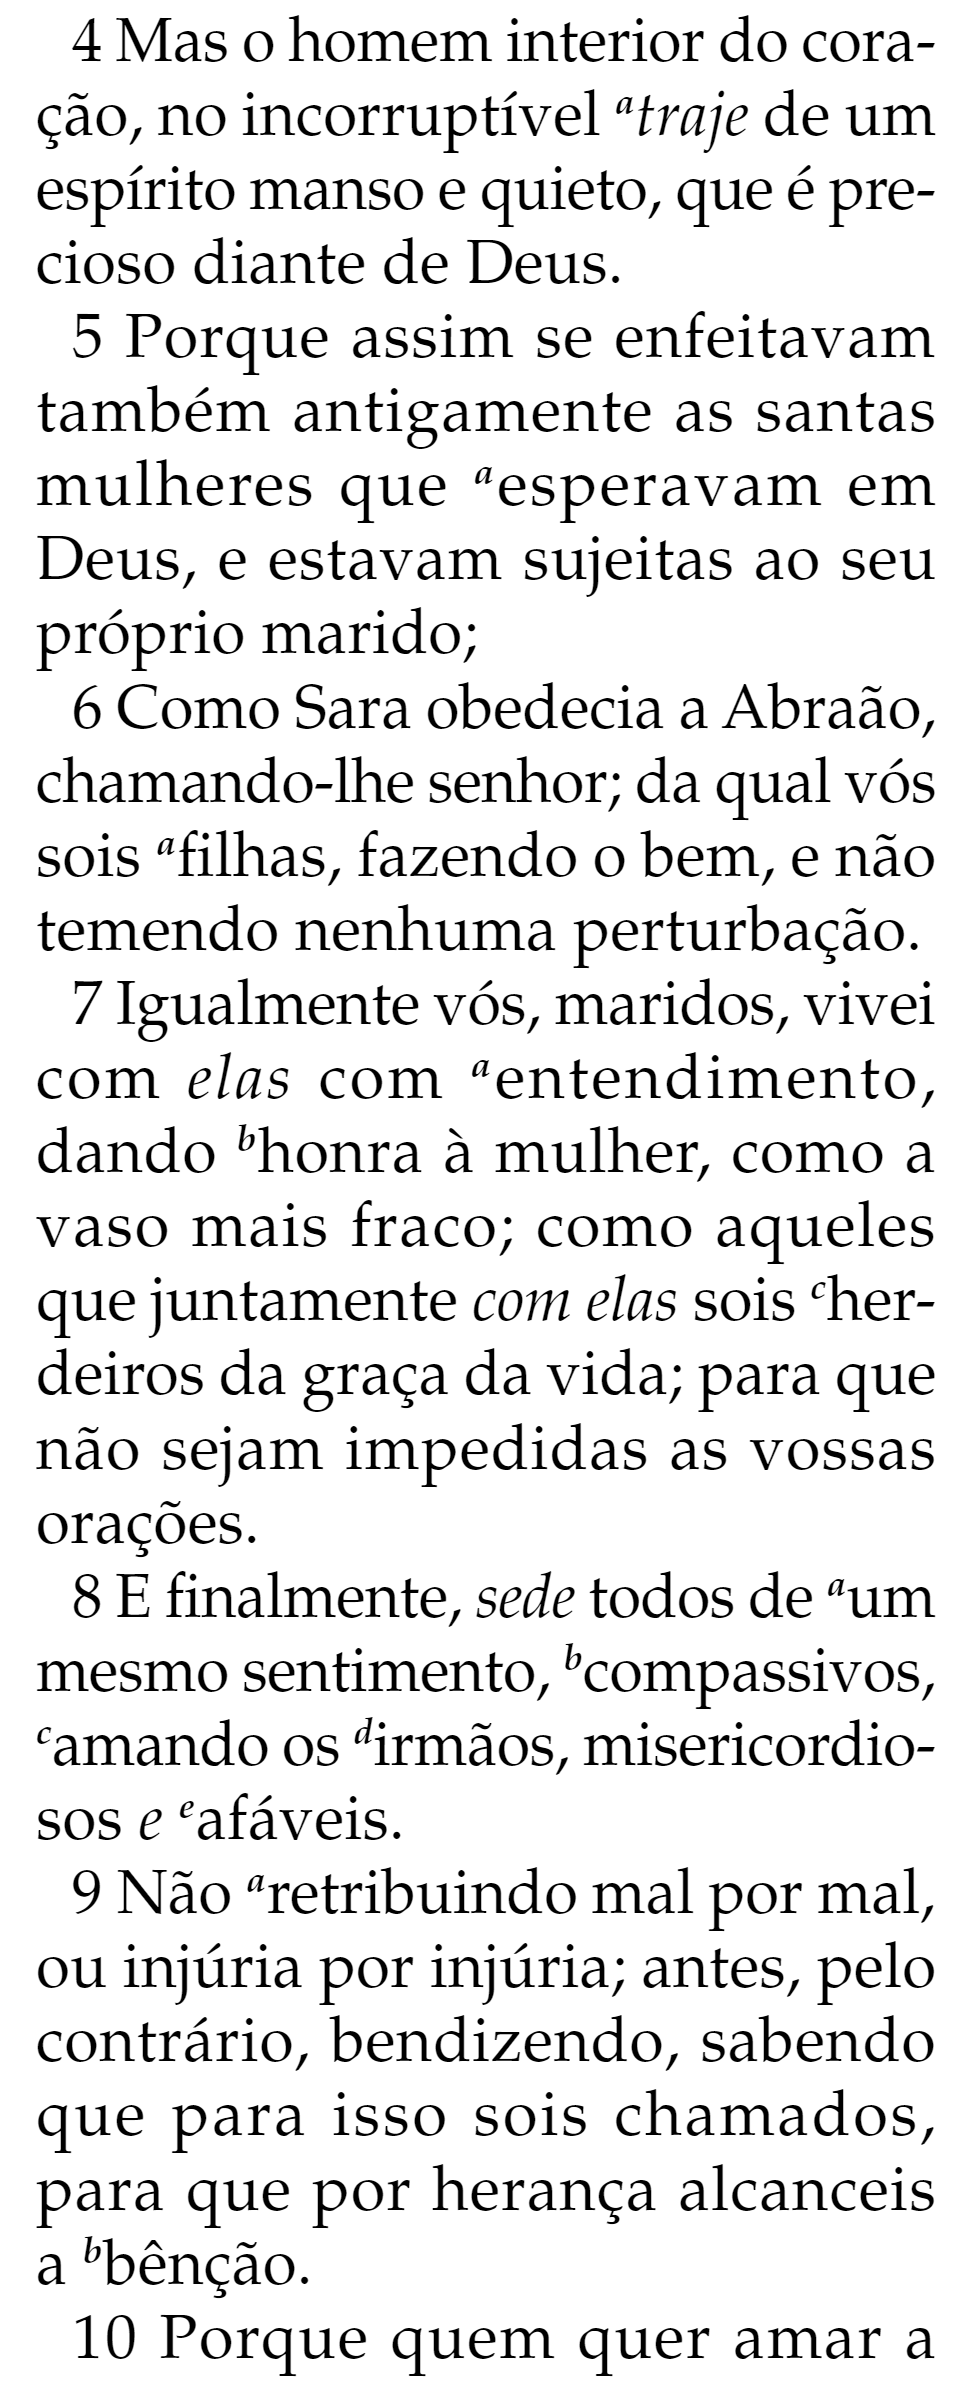 4 Mas o homem interior do cora-
ção, no incorruptível ᵃtraje de um
espírito manso e quieto, que é pre-
cioso diante de Deus.
5 Porque assim se enfeitavam
também antigamente as santas
mulheres que ᵃesperavam em
Deus, e estavam sujeitas ao seu
próprio marido;
6 Como Sara obedecia a Abraão,
chamando-lhe senhor; da qual vós
sois ᵃfilhas, fazendo o bem, e não
temendo nenhuma perturbação.
7 Igualmente vós, maridos, vivei
com elas com ᵃentendimento,
dando ᵇhonra à mulher, como a
vaso mais fraco; como aqueles
que juntamente com elas sois ᶜher-
deiros da graça da vida; para que
não sejam impedidas as vossas
orações.
8 E finalmente, sede todos de ᵃum
mesmo sentimento, ᵇcompassivos,
ᶜamando os ᵈirmãos, misericordio-
sos e ᵉafáveis.
9 Não ᵃretribuindo mal por mal,
ou injúria por injúria; antes, pelo
contrário, bendizendo, sabendo
que para isso sois chamados,
para que por herança alcanceis
a ᵇbênção.
10 Porque quem quer amar a